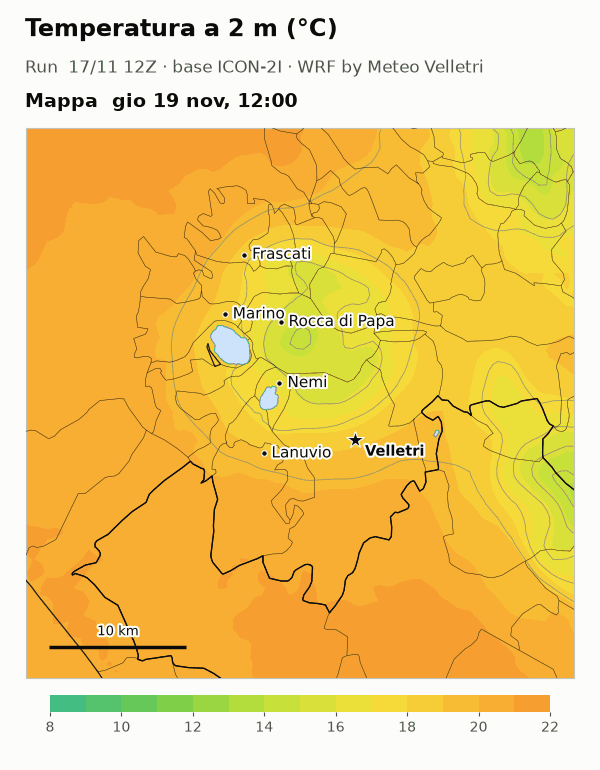 Temperatura a 2 m (°C)
Run  17/11 12Z · base ICON-2I · WRF by Meteo Velletri
Mappa  gio 19 nov, 12:00
Frascati
Marino
Rocca di Papa
Nemi
Velletri
Lanuvio
10 km
8 10 12 14 16 18 20 22